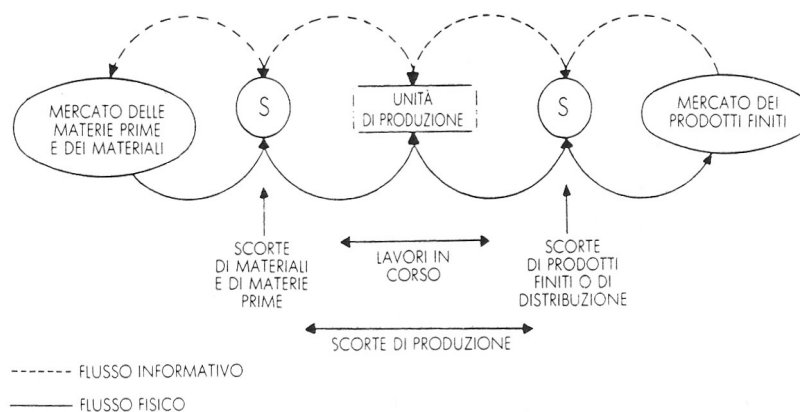 MERCATO DELLE
MATERIE PRIME
E DEI MATERIALI
S
UNITÀ
DI PRODUZIONE
S
MERCATO DEI
PRODOTTI FINITI
SCORTE
DI MATERIALI
E DI MATERIE
PRIME
LAVORI IN
CORSO
SCORTE
DI PRODOTTI
FINITI O DI
DISTRIBUZIONE
SCORTE DI PRODUZIONE
FLUSSO INFORMATIVO
FLUSSO FISICO